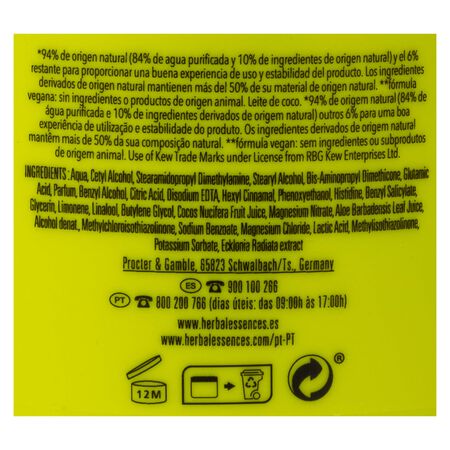 *94% de origen natural (84% de agua purificada y 10% de ingredientes de origen natural) y el 6%
restante para proporcionar una buena experiencia de uso y estabilidad del producto. Los ingredientes
derivados de origen natural mantienen más del 50% de su material de origen natural. **fórmula
vegana: sin ingredientes o productos de origen animal. Leite de coco. *94% de origem natural (84% de
água purificada e 10% de ingredientes derivados de origem natural) outros 6% para uma boa
experiência de utilização e estabilidade do produto. Os ingredientes derivados de origem natural
mantêm mais de 50% da sua composição natural. **fórmula vegan: sem ingredientes ou subprodutos
de origem animal. Use of Kew Trade Marks under License from RBG Kew Enterprises Ltd.
INGREDIENTS: Aqua, Cetyl Alcohol, Stearamidopropyl Dimethylamine, Stearyl Alcohol, Bis-Aminopropyl Dimethicone, Glutamic
Acid, Parfum, Benzyl Alcohol, Citric Acid, Disodium EDTA, Hexyl Cinnamal, Phenoxyethanol, Histidine, Benzyl Salicylate,
Glycerin, Limonene, Linalool, Butylene Glycol, Cocos Nucifera Fruit Juice, Magnesium Nitrate, Aloe Barbadensis Leaf Juice,
Alcohol denat., Methylchloroisothiazolinone, Sodium Benzoate, Magnesium Chloride, Lactic Acid, Methylisothiazolinone,
Potassium Sorbate, Ecklonia Radiata extract
Procter & Gamble, 65823 Schwalbach/Ts., Germany
ES 900 100 266
PT 800 200 766 (dias úteis: das 09:00h às 17:00h)
www.herbalessences.es
www.herbalessences.com/pt-PT
12M
®